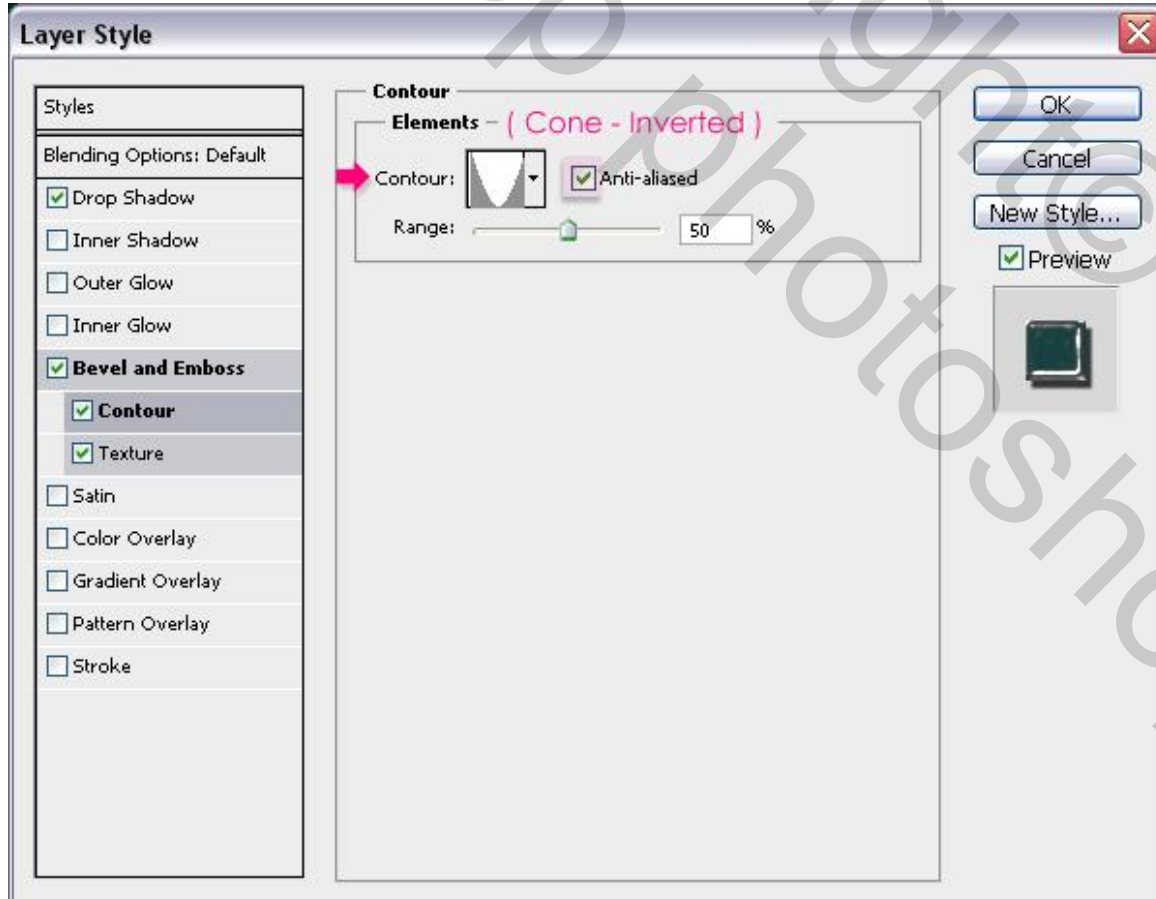 Layer Style
Styles
Blending Options: Default
Drop Shadow
Inner Shadow
Outer Glow
Inner Glow
Bevel and Emboss
Contour
Texture
Satin
Color Overlay
Gradient Overlay
Pattern Overlay
Stroke
Contour
Elements - ( Cone - Inverted )
Contour: Anti-aliased
Range: 50 %
OK
Cancel
New Style...
Preview